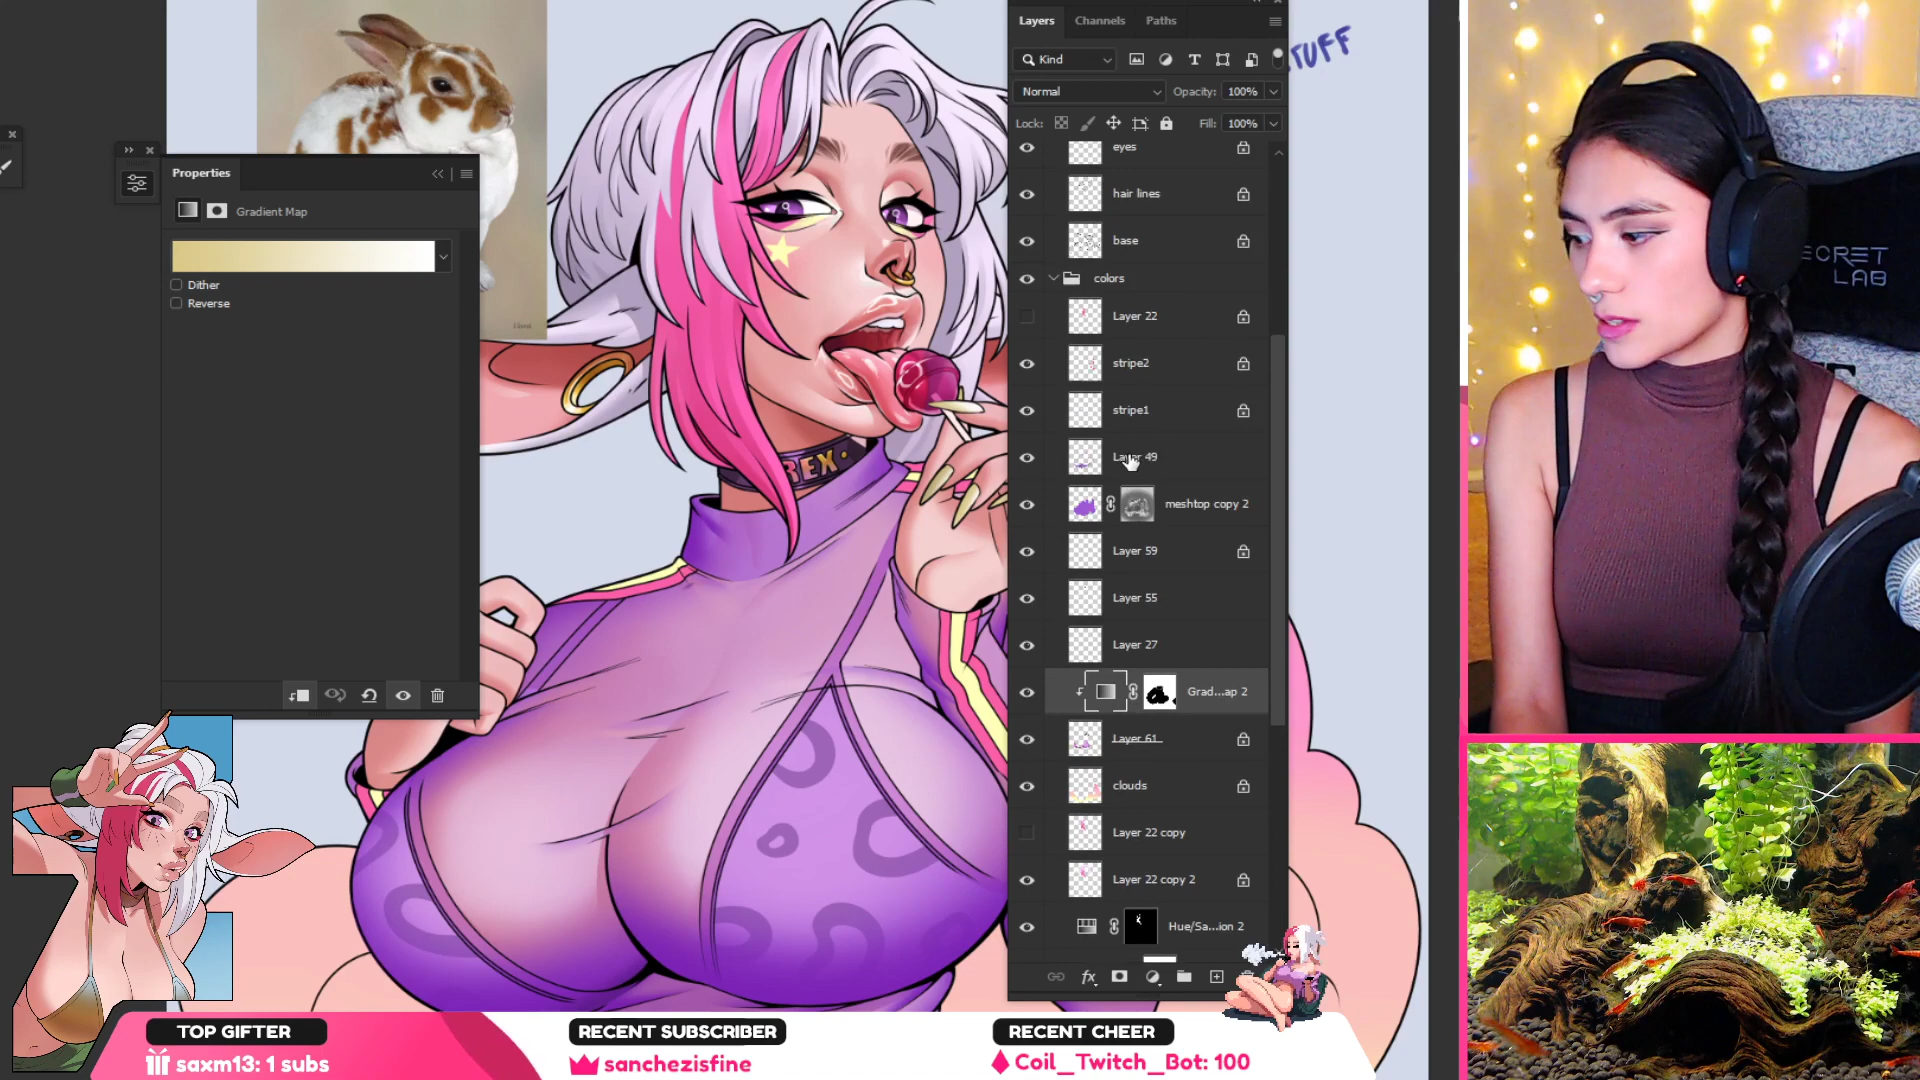 Layers Channels Paths
Kind
Normal Opacity: 100%
Lock: Fill: 100%
eyes
hair lines
base
colors
Layer 22
stripe2
stripe1
Layer 49
meshtop copy 2
Layer 59
Layer 55
Layer 27
Grad...ap 2
Layer 61
clouds
Layer 22 copy
Layer 22 copy 2
Hue/Sa...ion 2
Properties
Gradient Map
Dither
Reverse
TUFF
REX
ECRET
LAB
TOP GIFTER
saxm13: 1 subs
RECENT SUBSCRIBER
sanchezisfine
RECENT CHEER
Coil_Twitch_Bot: 100